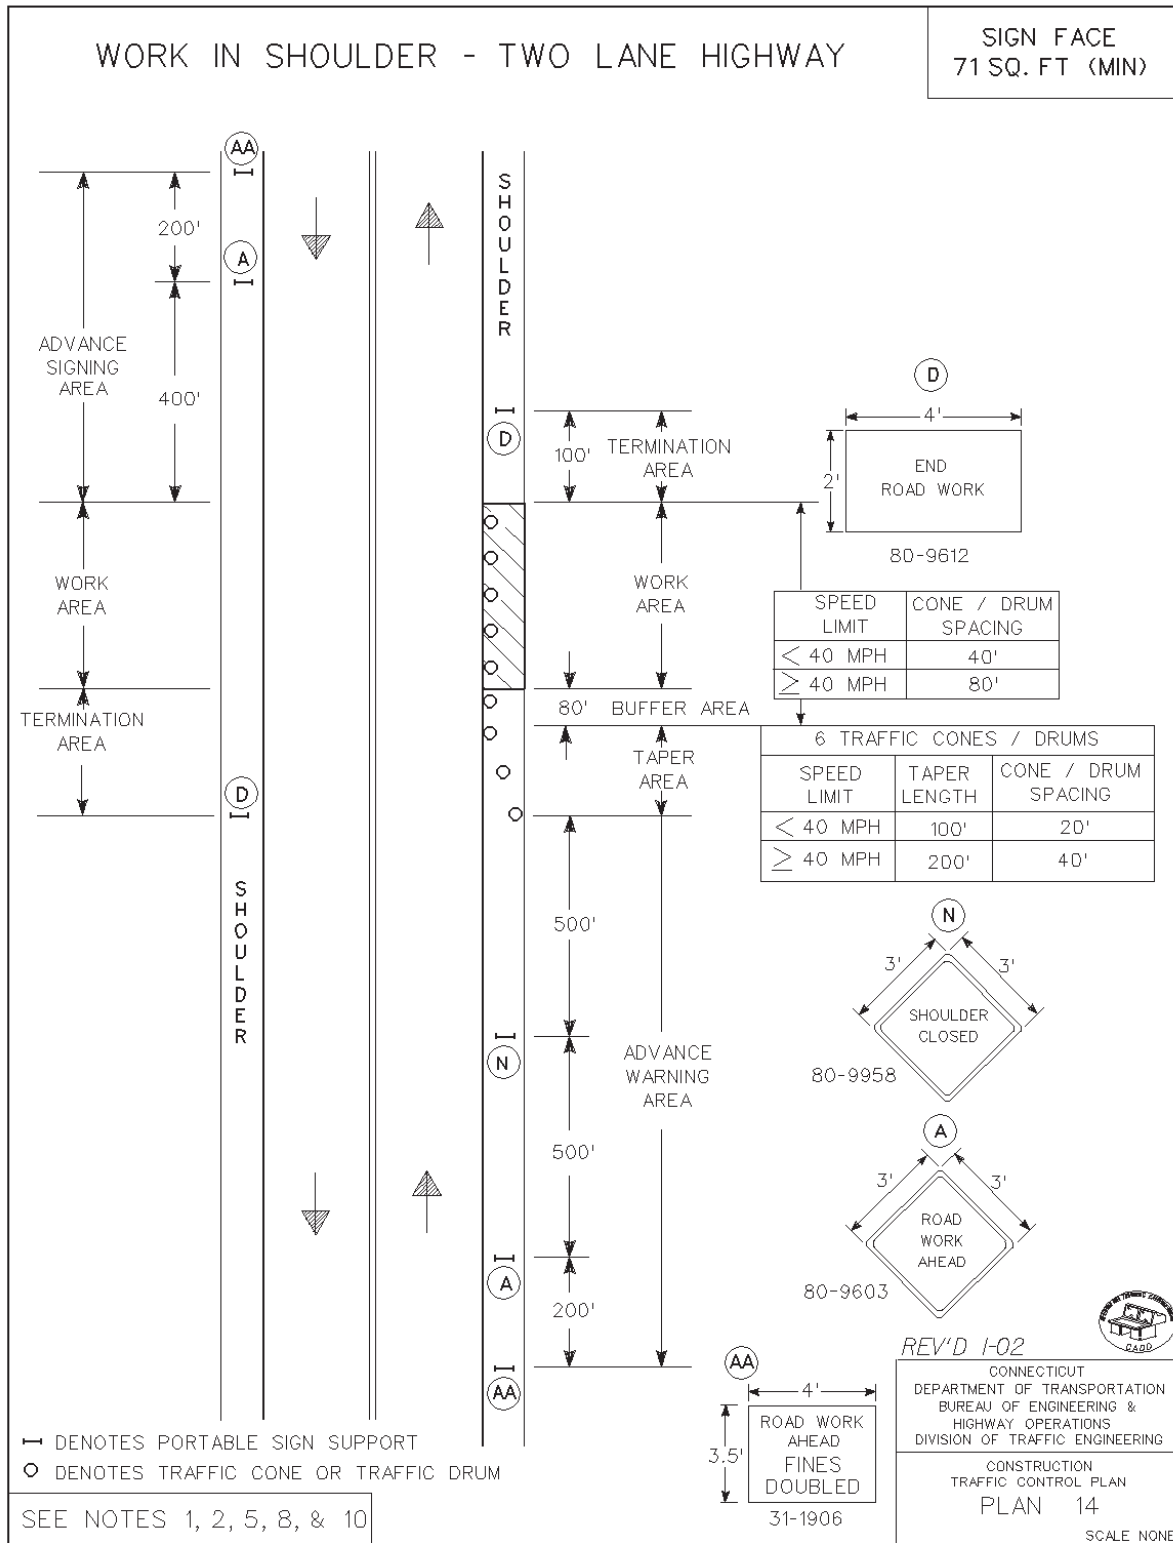 WORK IN SHOULDER - TWO LANE HIGHWAY
SIGN FACE
71 SQ. FT (MIN)
AA
200'
A
ADVANCE
SIGNING
AREA
400'
WORK
AREA
TERMINATION
AREA
D
SHOULDER
SHOULDER
D
100'
TERMINATION
AREA
WORK
AREA
80'
BUFFER AREA
TAPER
AREA
500'
N
ADVANCE
WARNING
AREA
500'
A
200'
AA
D
4'
2'
END
ROAD WORK
80-9612
SPEED LIMIT CONE / DRUM SPACING
< 40 MPH 40'
≥ 40 MPH 80'
6 TRAFFIC CONES / DRUMS
SPEED LIMIT TAPER LENGTH CONE / DRUM SPACING
< 40 MPH 100' 20'
≥ 40 MPH 200' 40'
N
3' 3'
SHOULDER
CLOSED
80-9958
A
3' 3'
ROAD
WORK
AHEAD
80-9603
AA
4'
3.5'
ROAD WORK
AHEAD
FINES
DOUBLED
31-1906
REV'D 1-02
CADD
CONNECTICUT
DEPARTMENT OF TRANSPORTATION
BUREAU OF ENGINEERING &
HIGHWAY OPERATIONS
DIVISION OF TRAFFIC ENGINEERING
CONSTRUCTION
TRAFFIC CONTROL PLAN
PLAN 14
SCALE NONE
DENOTES PORTABLE SIGN SUPPORT
DENOTES TRAFFIC CONE OR TRAFFIC DRUM
SEE NOTES 1, 2, 5, 8, & 10